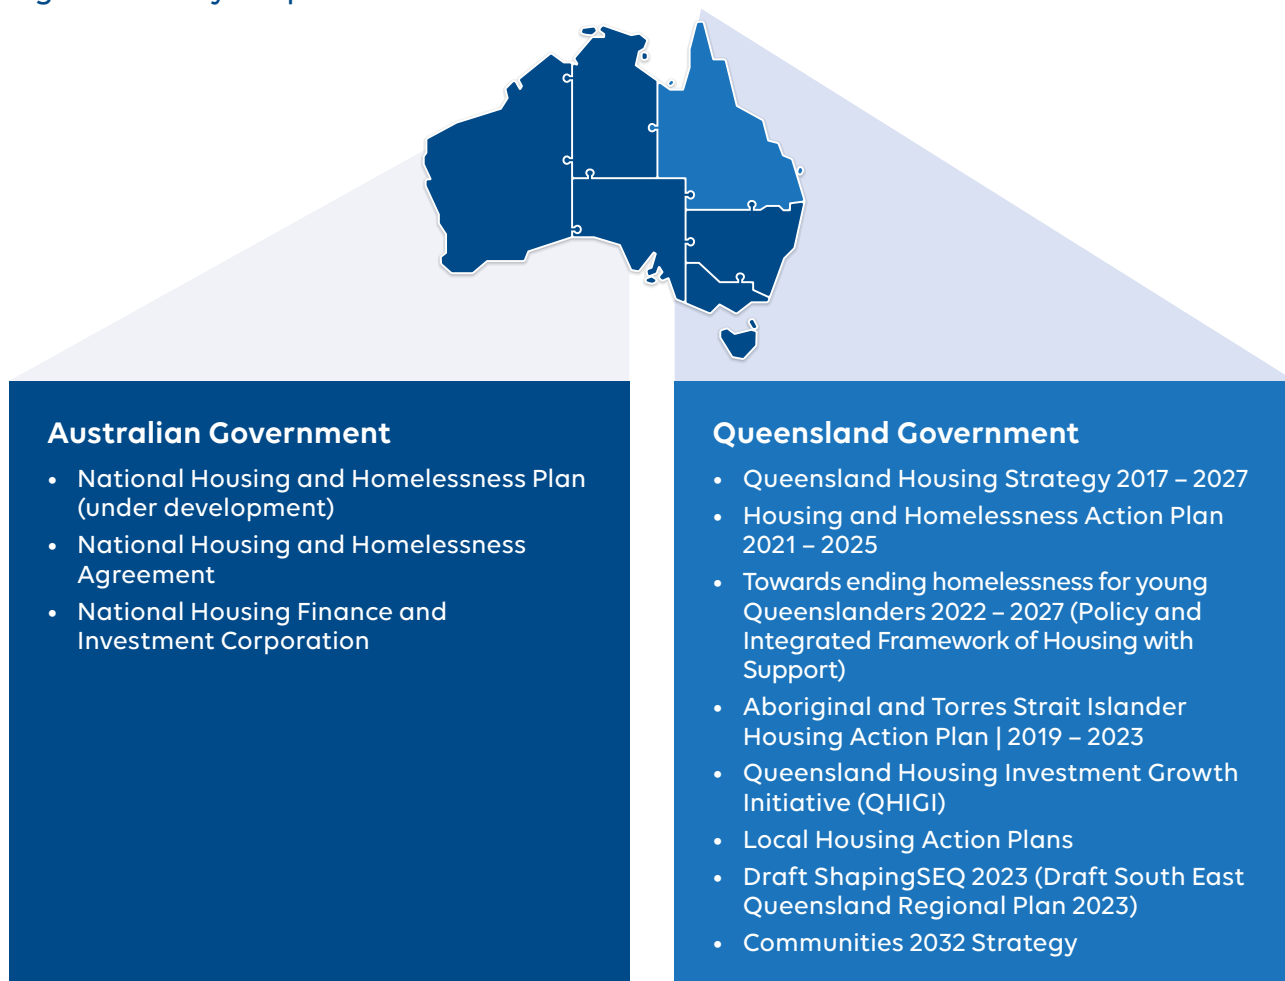 Australian Government
• National Housing and Homelessness Plan
(under development)
• National Housing and Homelessness
Agreement
• National Housing Finance and
Investment Corporation
Queensland Government
• Queensland Housing Strategy 2017 – 2027
• Housing and Homelessness Action Plan
2021 – 2025
• Towards ending homelessness for young
Queenslanders 2022 – 2027 (Policy and
Integrated Framework of Housing with
Support)
• Aboriginal and Torres Strait Islander
Housing Action Plan | 2019 – 2023
• Queensland Housing Investment Growth
Initiative (QHIGI)
• Local Housing Action Plans
• Draft ShapingSEQ 2023 (Draft South East
Queensland Regional Plan 2023)
• Communities 2032 Strategy